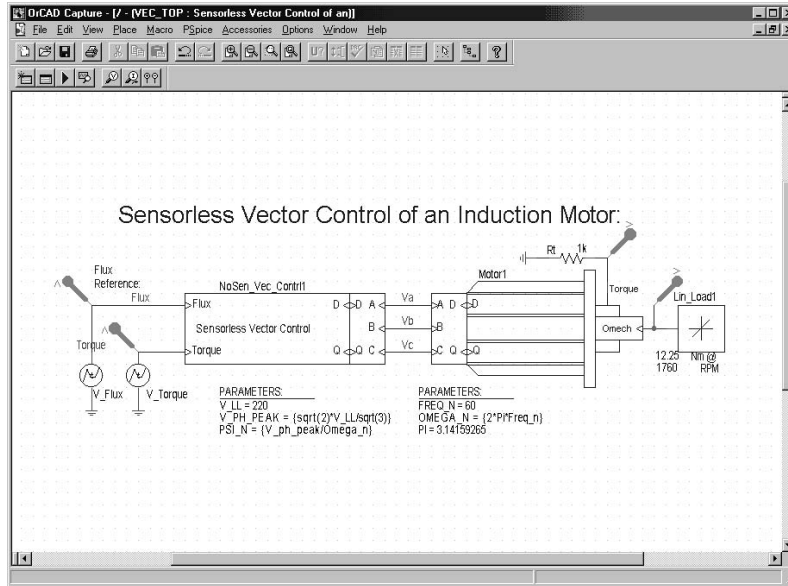 OrCAD Capture - [/ - (VEC_TOP : Sensorless Vector Control of an)]
File Edit View Place Macro PSpice Accessories Options Window Help
U?
Sensorless Vector Control of an Induction Motor:
Rt 1k
Flux
Reference:
Flux
NoSen_Vec_Contrl1
Motor1
Torque
Lin_Load1
Flux D D A Va A D D
Sensorless Vector Control B Vb B Omech
Torque
Torque Q Q C Vc C Q Q
12.25 Nm @
1760 RPM
V_Flux V_Torque
PARAMETERS:
V_LL = 220
V_PH_PEAK = {sqrt(2)*V_LL/sqrt(3)}
PSI_N = {V_ph_peak/Omega_n}
PARAMETERS:
FREQ_N = 60
OMEGA_N = {2*PI*Freq_n}
PI = 3.14159265